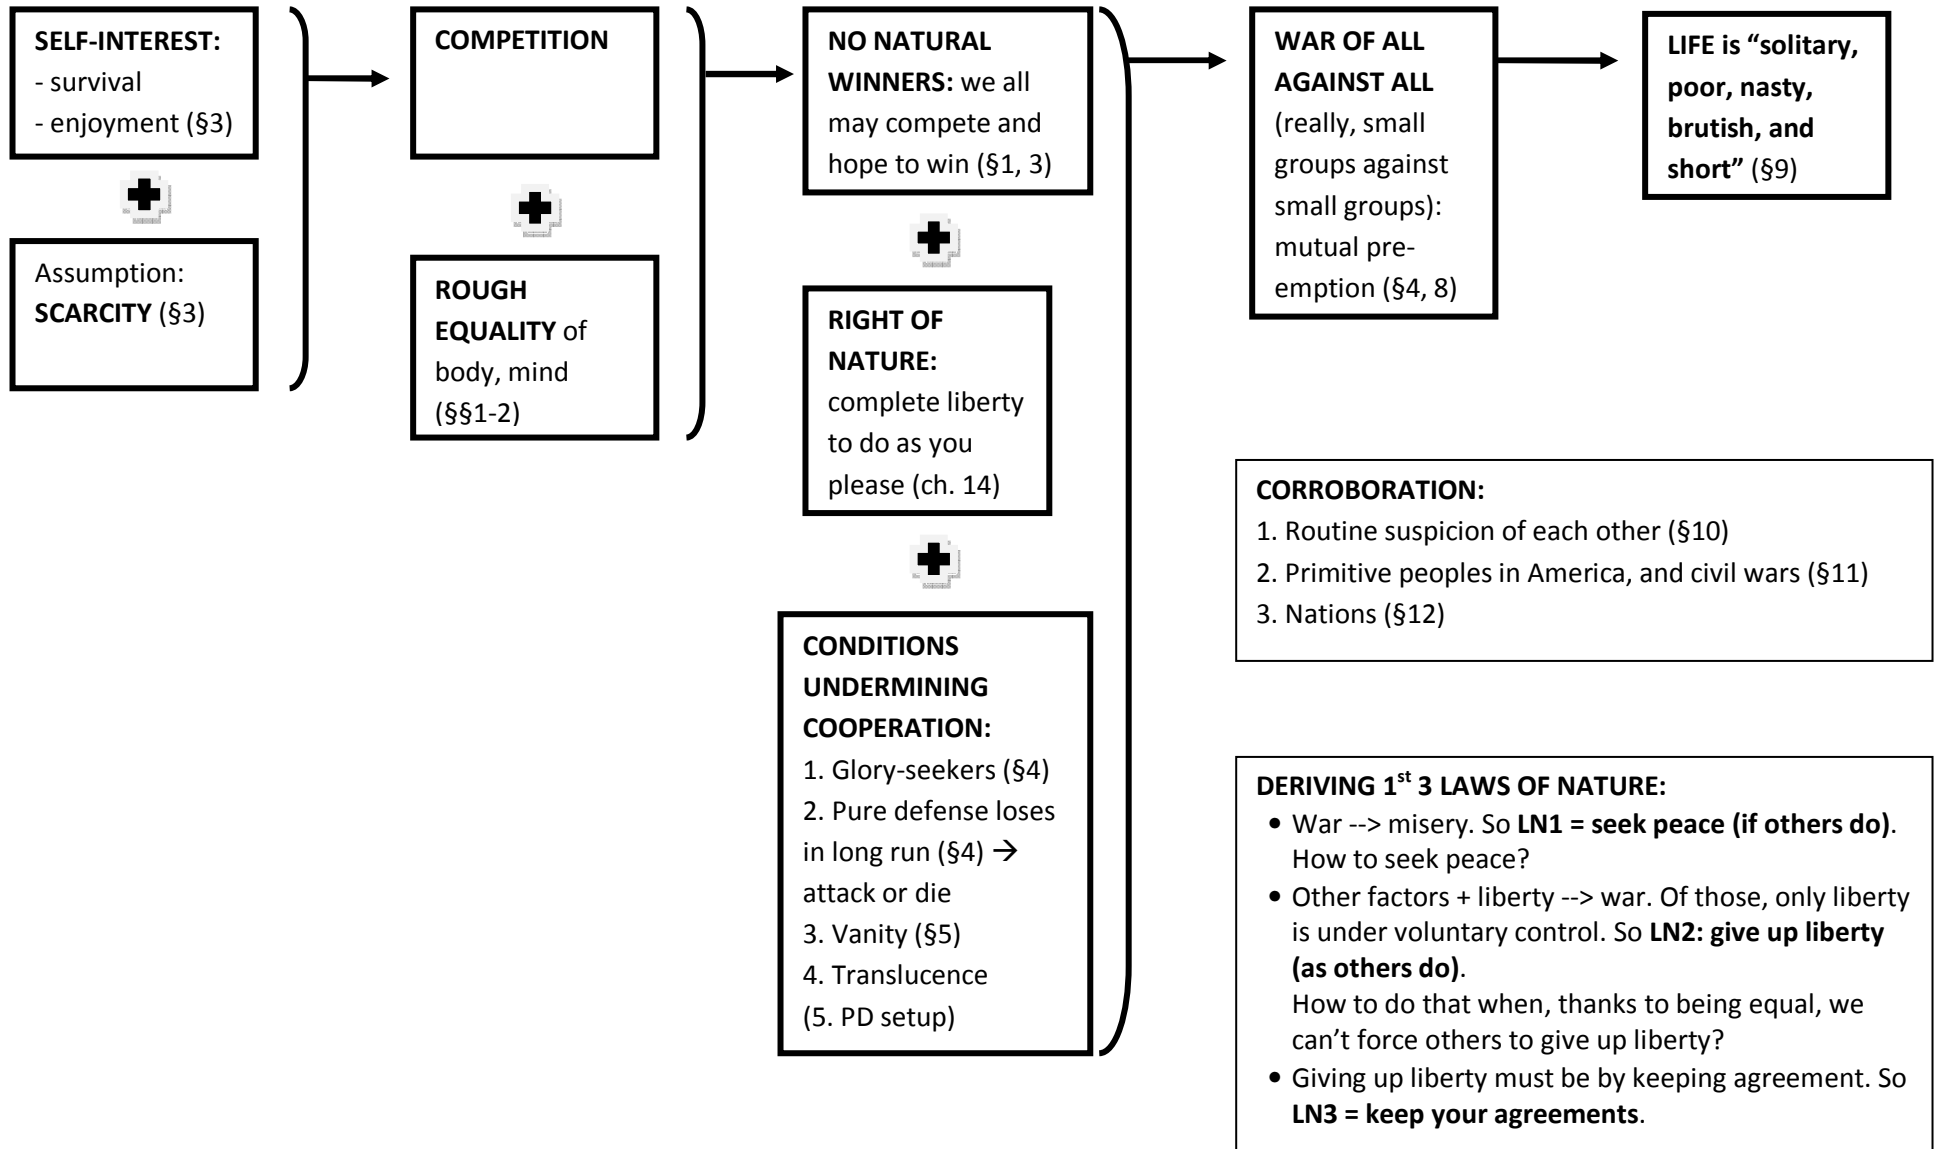 SELF-INTEREST:
- survival
- enjoyment (§3)
Assumption:
SCARCITY (§3)
COMPETITION
ROUGH
EQUALITY of
body, mind
(§§1-2)
NO NATURAL
WINNERS: we all
may compete and
hope to win (§1, 3)
RIGHT OF
NATURE:
complete liberty
to do as you
please (ch. 14)
CONDITIONS
UNDERMINING
COOPERATION:
1. Glory-seekers (§4)
2. Pure defense loses
in long run (§4) →
attack or die
3. Vanity (§5)
4. Translucence
(5. PD setup)
WAR OF ALL
AGAINST ALL
(really, small
groups against
small groups):
mutual pre-
emption (§4, 8)
LIFE is “solitary,
poor, nasty,
brutish, and
short” (§9)
CORROBORATION:
1. Routine suspicion of each other (§10)
2. Primitive peoples in America, and civil wars (§11)
3. Nations (§12)
DERIVING 1st 3 LAWS OF NATURE:
• War --> misery. So LN1 = seek peace (if others do).
How to seek peace?
• Other factors + liberty --> war. Of those, only liberty
is under voluntary control. So LN2: give up liberty
(as others do).
How to do that when, thanks to being equal, we
can’t force others to give up liberty?
• Giving up liberty must be by keeping agreement. So
LN3 = keep your agreements.